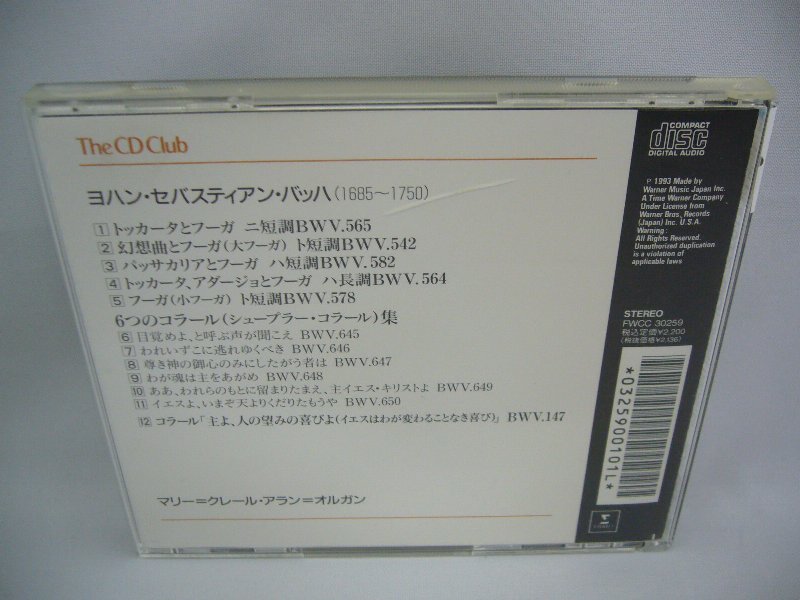 The CD Club
ヨハン・セバスティアン・バッハ(1685〜1750)
1 トッカータとフーガ ニ短調BWV.565
2 幻想曲とフーガ(大フーガ) ト短調BWV.542
3 パッサカリアとフーガ ハ短調BWV.582
4 トッカータ、アダージョとフーガ ハ長調BWV.564
5 フーガ(小フーガ) ト短調BWV.578
6つのコラール(シューブラー・コラール)集
6 目覚めよ、と呼ぶ声が聞こえ BWV.645
7 われいずこに逃れゆくべき BWV.646
8 尊き神の御心のみにしたがう者は BWV.647
9 わが魂は主をあがめ BWV.648
10 ああ、われらのもとに留まりたまえ、主イエス・キリストよ BWV.649
11 イエスよ、いまぞ天よりくだりたもうや BWV.650
12 コラール「主よ、人の望みの喜びよ(イエスはわが変わることなき喜び)」 BWV.147
マリー=クレール・アラン=オルガン
COMPACT
disc
DIGITAL AUDIO
P 1993 Made by
Warner Music Japan Inc.
A Time Warner Company
Under License from
Warner Bros. Records
(Japan) Inc. U.S.A.
Warning:
All Rights Reserved.
Unauthorized duplication
is a violation of
applicable laws
STEREO
FWCC 30259
税込定価¥2,200
(税抜価格¥2,136)
*0325900101L*